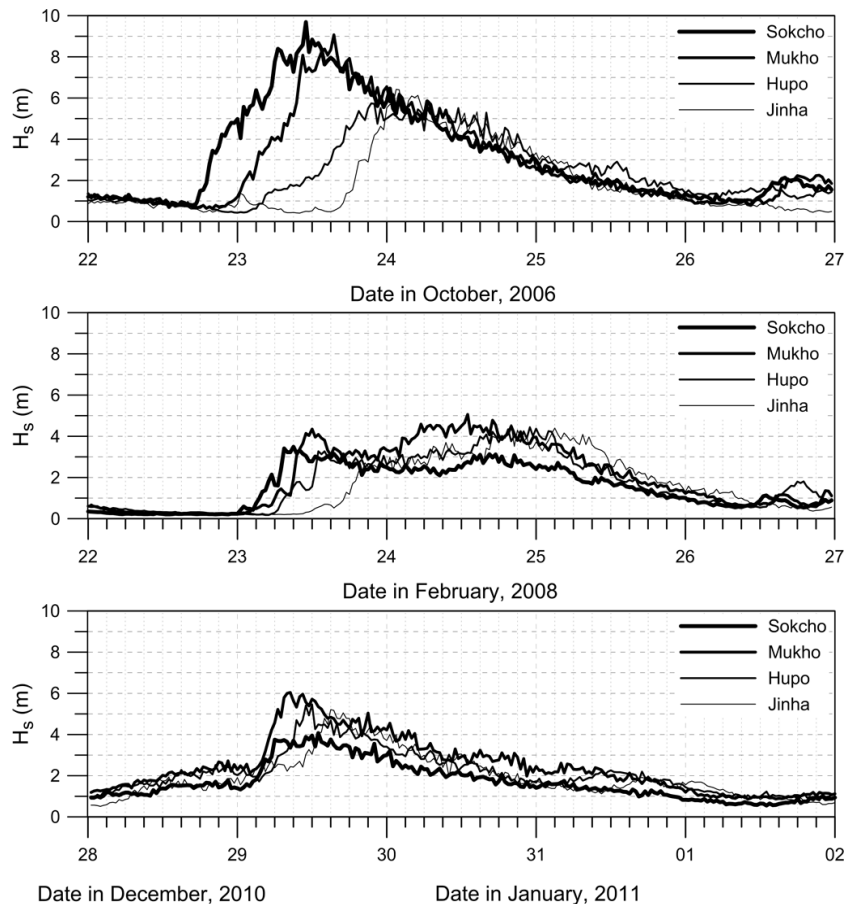 10
Sokcho
8
Mukho
Hupo
6
Jinha
Hs (m)
4
2
0
22 23 24 25 26 27
Date in October, 2006
10
Sokcho
8
Mukho
Hupo
6
Jinha
Hs (m)
4
2
0
22 23 24 25 26 27
Date in February, 2008
10
Sokcho
8
Mukho
Hupo
6
Jinha
Hs (m)
4
2
0
28 29 30 31 01 02
Date in December, 2010 Date in January, 2011